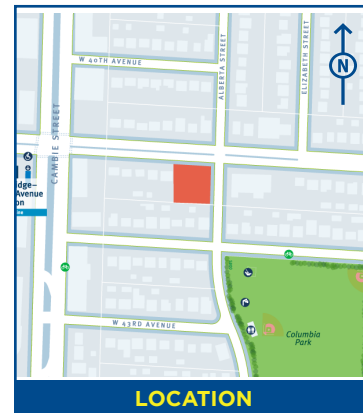 W 40TH AVENUE
ALBERTA STREET
ELIZABETH STREET
N
CAMBIE STREET
dge–
Avenue
on
W 43RD AVENUE
Columbia
Park
LOCATION